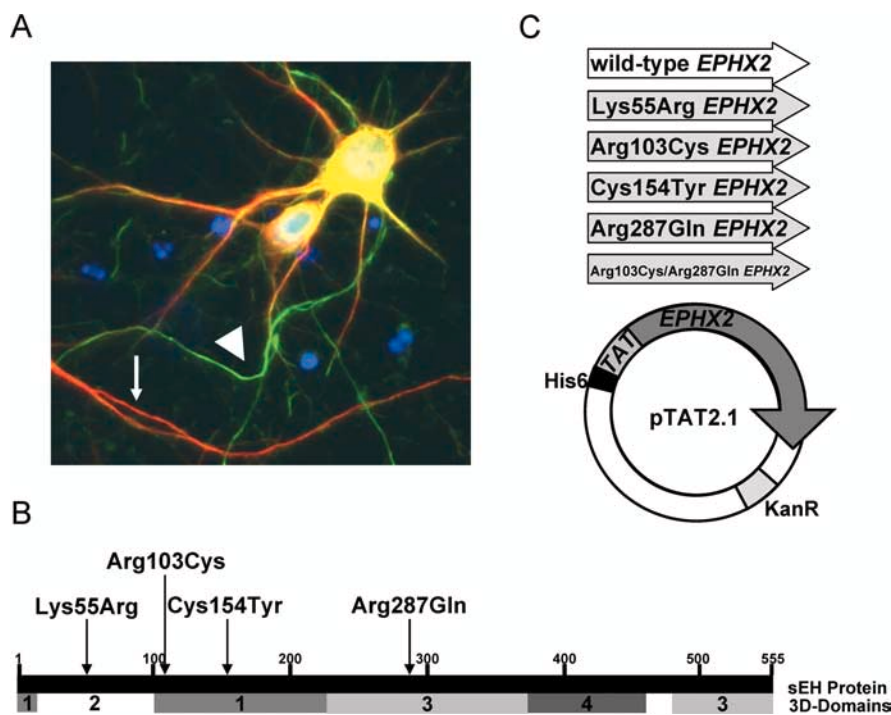 A
C
wild-type EPHX2
Lys55Arg EPHX2
Arg103Cys EPHX2
Cys154Tyr EPHX2
Arg287Gln EPHX2
Arg103Cys/Arg287Gln EPHX2
EPHX2
TAT
His6
pTAT2.1
KanR
B
Arg103Cys
Lys55Arg Cys154Tyr Arg287Gln
1 100 200 300 400 500 555
sEH Protein
1 2 1 3 4 3 3D-Domains